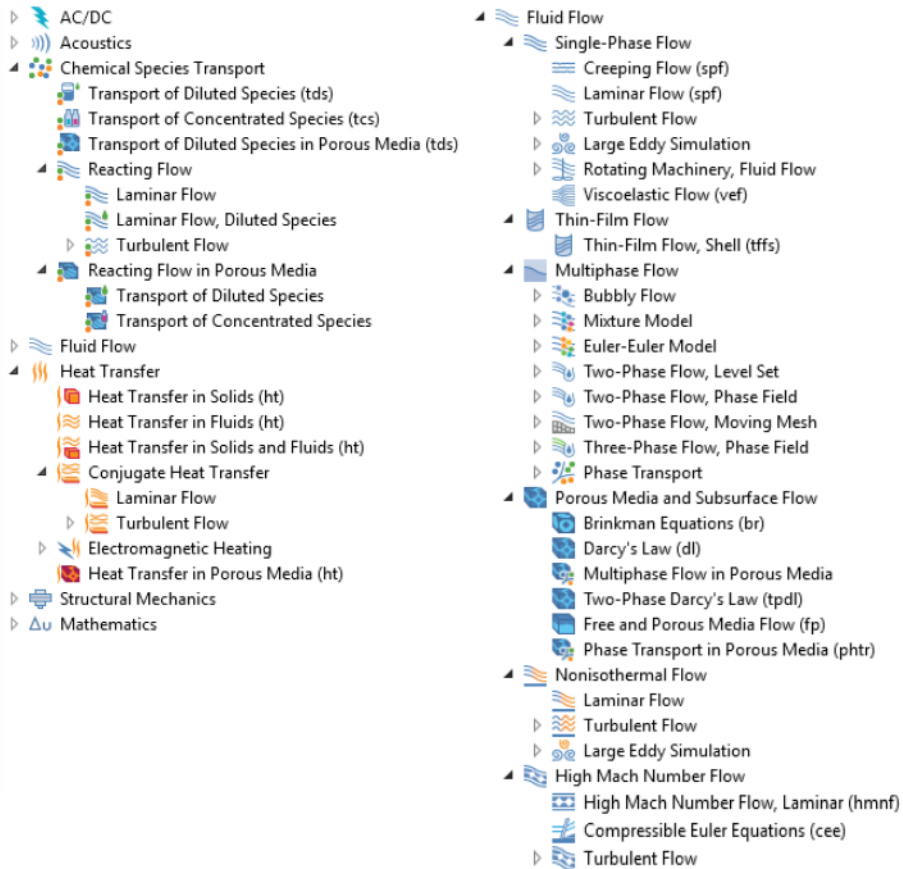 AC/DC
Acoustics
Chemical Species Transport
Transport of Diluted Species (tds)
Transport of Concentrated Species (tcs)
Transport of Diluted Species in Porous Media (tds)
Reacting Flow
Laminar Flow
Laminar Flow, Diluted Species
Turbulent Flow
Reacting Flow in Porous Media
Transport of Diluted Species
Transport of Concentrated Species
Fluid Flow
Heat Transfer
Heat Transfer in Solids (ht)
Heat Transfer in Fluids (ht)
Heat Transfer in Solids and Fluids (ht)
Conjugate Heat Transfer
Laminar Flow
Turbulent Flow
Electromagnetic Heating
Heat Transfer in Porous Media (ht)
Structural Mechanics
Δu Mathematics
Fluid Flow
Single-Phase Flow
Creeping Flow (spf)
Laminar Flow (spf)
Turbulent Flow
Large Eddy Simulation
Rotating Machinery, Fluid Flow
Viscoelastic Flow (vef)
Thin-Film Flow
Thin-Film Flow, Shell (tffs)
Multiphase Flow
Bubbly Flow
Mixture Model
Euler-Euler Model
Two-Phase Flow, Level Set
Two-Phase Flow, Phase Field
Two-Phase Flow, Moving Mesh
Three-Phase Flow, Phase Field
Phase Transport
Porous Media and Subsurface Flow
Brinkman Equations (br)
Darcy's Law (dl)
Multiphase Flow in Porous Media
Two-Phase Darcy's Law (tpdl)
Free and Porous Media Flow (fp)
Phase Transport in Porous Media (phtr)
Nonisothermal Flow
Laminar Flow
Turbulent Flow
Large Eddy Simulation
High Mach Number Flow
High Mach Number Flow, Laminar (hmnf)
Compressible Euler Equations (cee)
Turbulent Flow